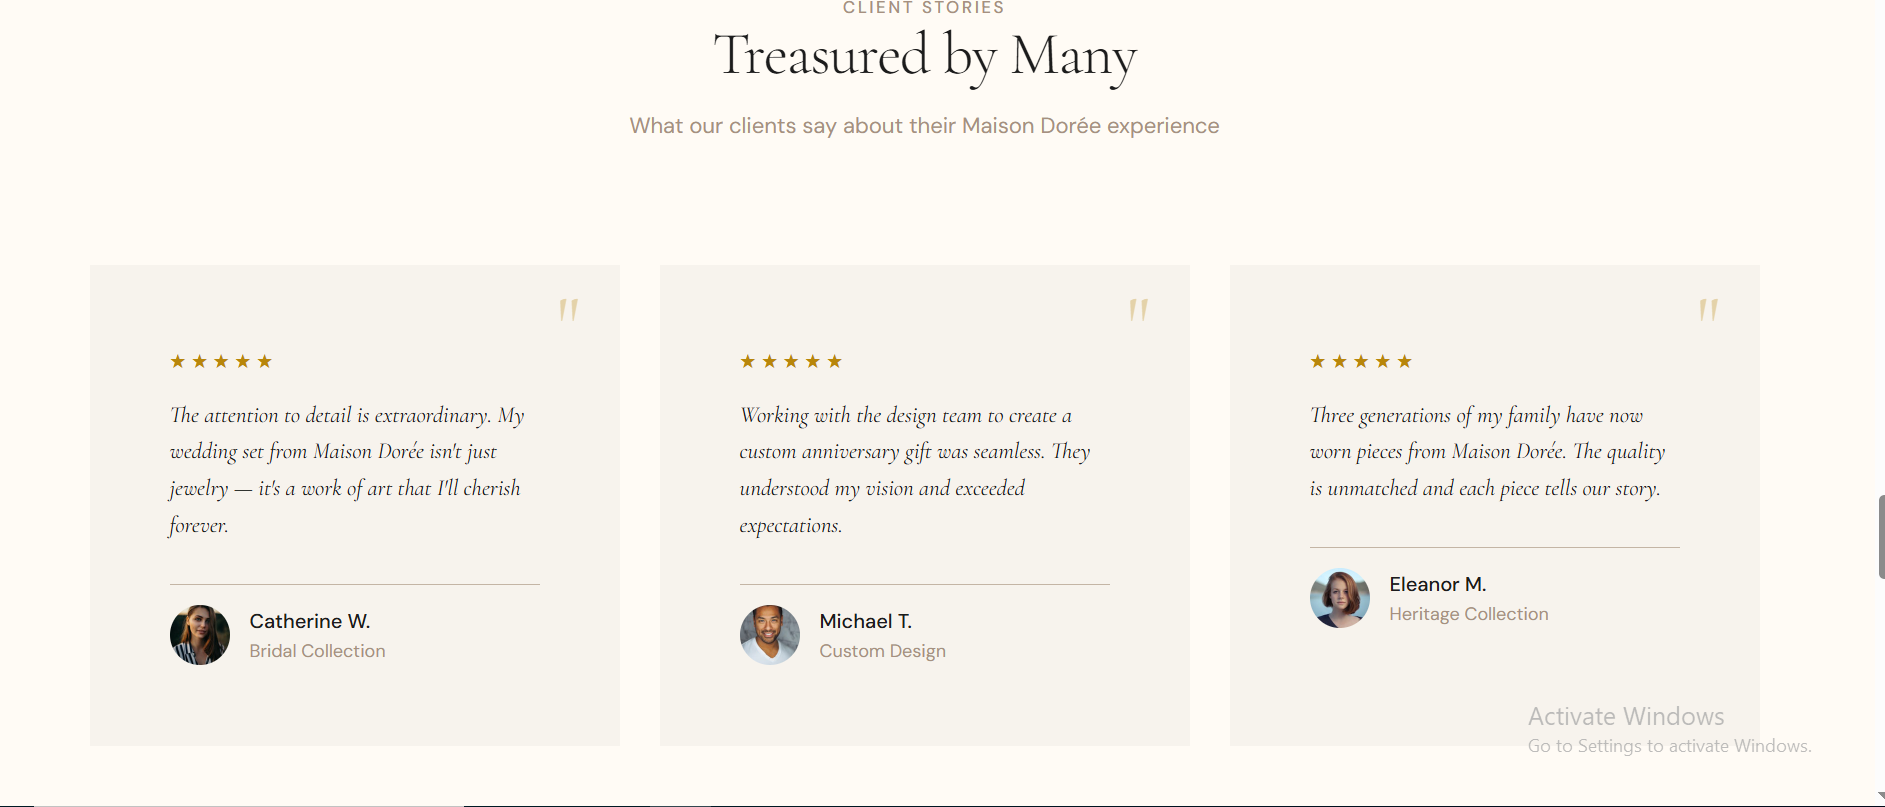 CLIENT STORIES
Treasured by Many
What our clients say about their Maison Dorée experience
"
★★★★★
The attention to detail is extraordinary. My
wedding set from Maison Dorée isn't just
jewelry — it's a work of art that I'll cherish
forever.
Catherine W.
Bridal Collection
"
★★★★★
Working with the design team to create a
custom anniversary gift was seamless. They
understood my vision and exceeded
expectations.
Michael T.
Custom Design
"
★★★★★
Three generations of my family have now
worn pieces from Maison Dorée. The quality
is unmatched and each piece tells our story.
Eleanor M.
Heritage Collection
Activate Windows
Go to Settings to activate Windows.